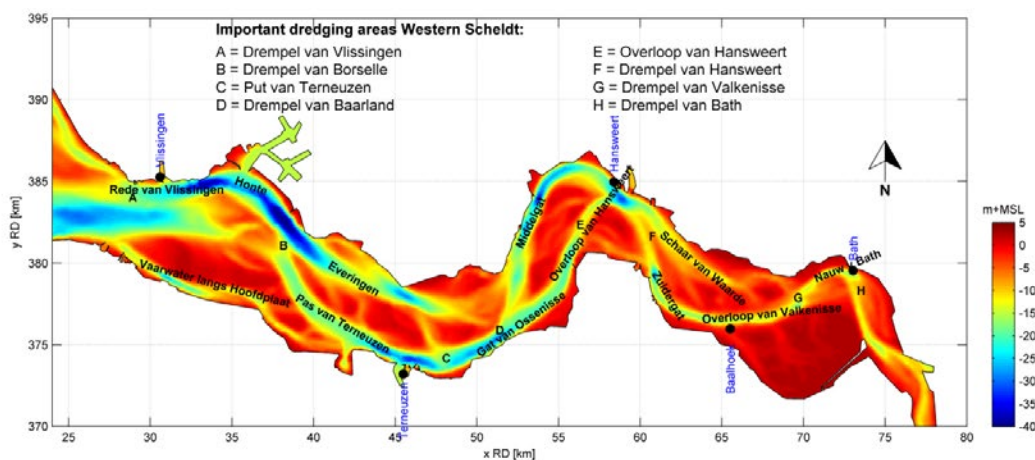 Important dredging areas Western Scheldt:
A = Drempel van Vlissingen
B = Drempel van Borselle
C = Put van Terneuzen
D = Drempel van Baarland
E = Overloop van Hansweert
F = Drempel van Hansweert
G = Drempel van Valkenisse
H = Drempel van Bath
395
390
385
380
375
370
y RD [km]
25
30
35
40
45
50
55
60
65
70
75
80
x RD [km]
Vlissingen
Rede van Vlissingen
A
Honte
B
Everingen
Vaarwater langs Hoofdplaat
Pas van Terneuzen
Terneuzen
C
Gat van Ossenisse
D
Middelgat
E
Overloop van Hansweert
Hansweert
F
Schaar van Waarde
Zuidergat
Overloop van Valkenisse
Baalhoek
G
Nauw Bath
Bath
H
N
m+MSL
5
0
-5
-10
-15
-20
-25
-30
-35
-40